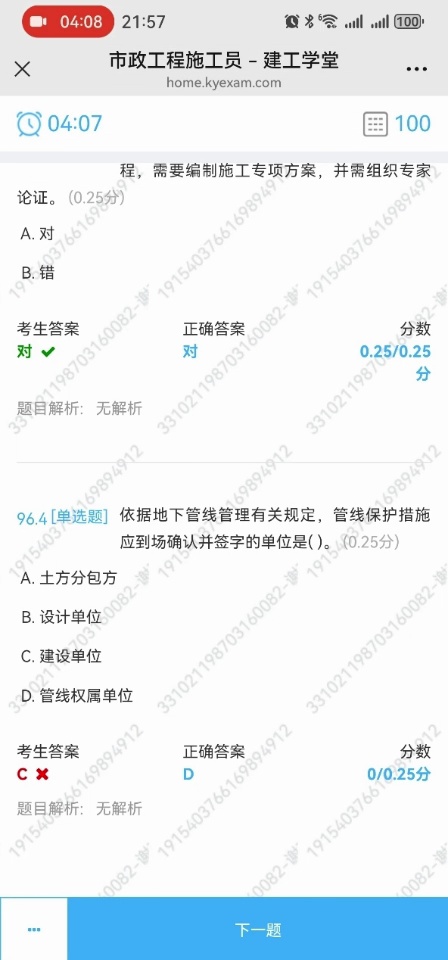 04:08 21:57 6 100
市政工程施工员 – 建工学堂
home.kyexam.com
04:07 100
程，需要编制施工专项方案，并需组织专家
论证。(0.25分)
A. 对
B. 错
考生答案 正确答案 分数
对 对 0.25/0.25
分
题目解析： 无解析
96.4 [单选题] 依据地下管线管理有关规定，管线保护措施
应到场确认并签字的单位是( )。(0.25分)
A. 土方分包方
B. 设计单位
C. 建设单位
D. 管线权属单位
考生答案 正确答案 分数
C D 0/0.25分
题目解析： 无解析
下一题
1915403766169894912
331021198703160082-